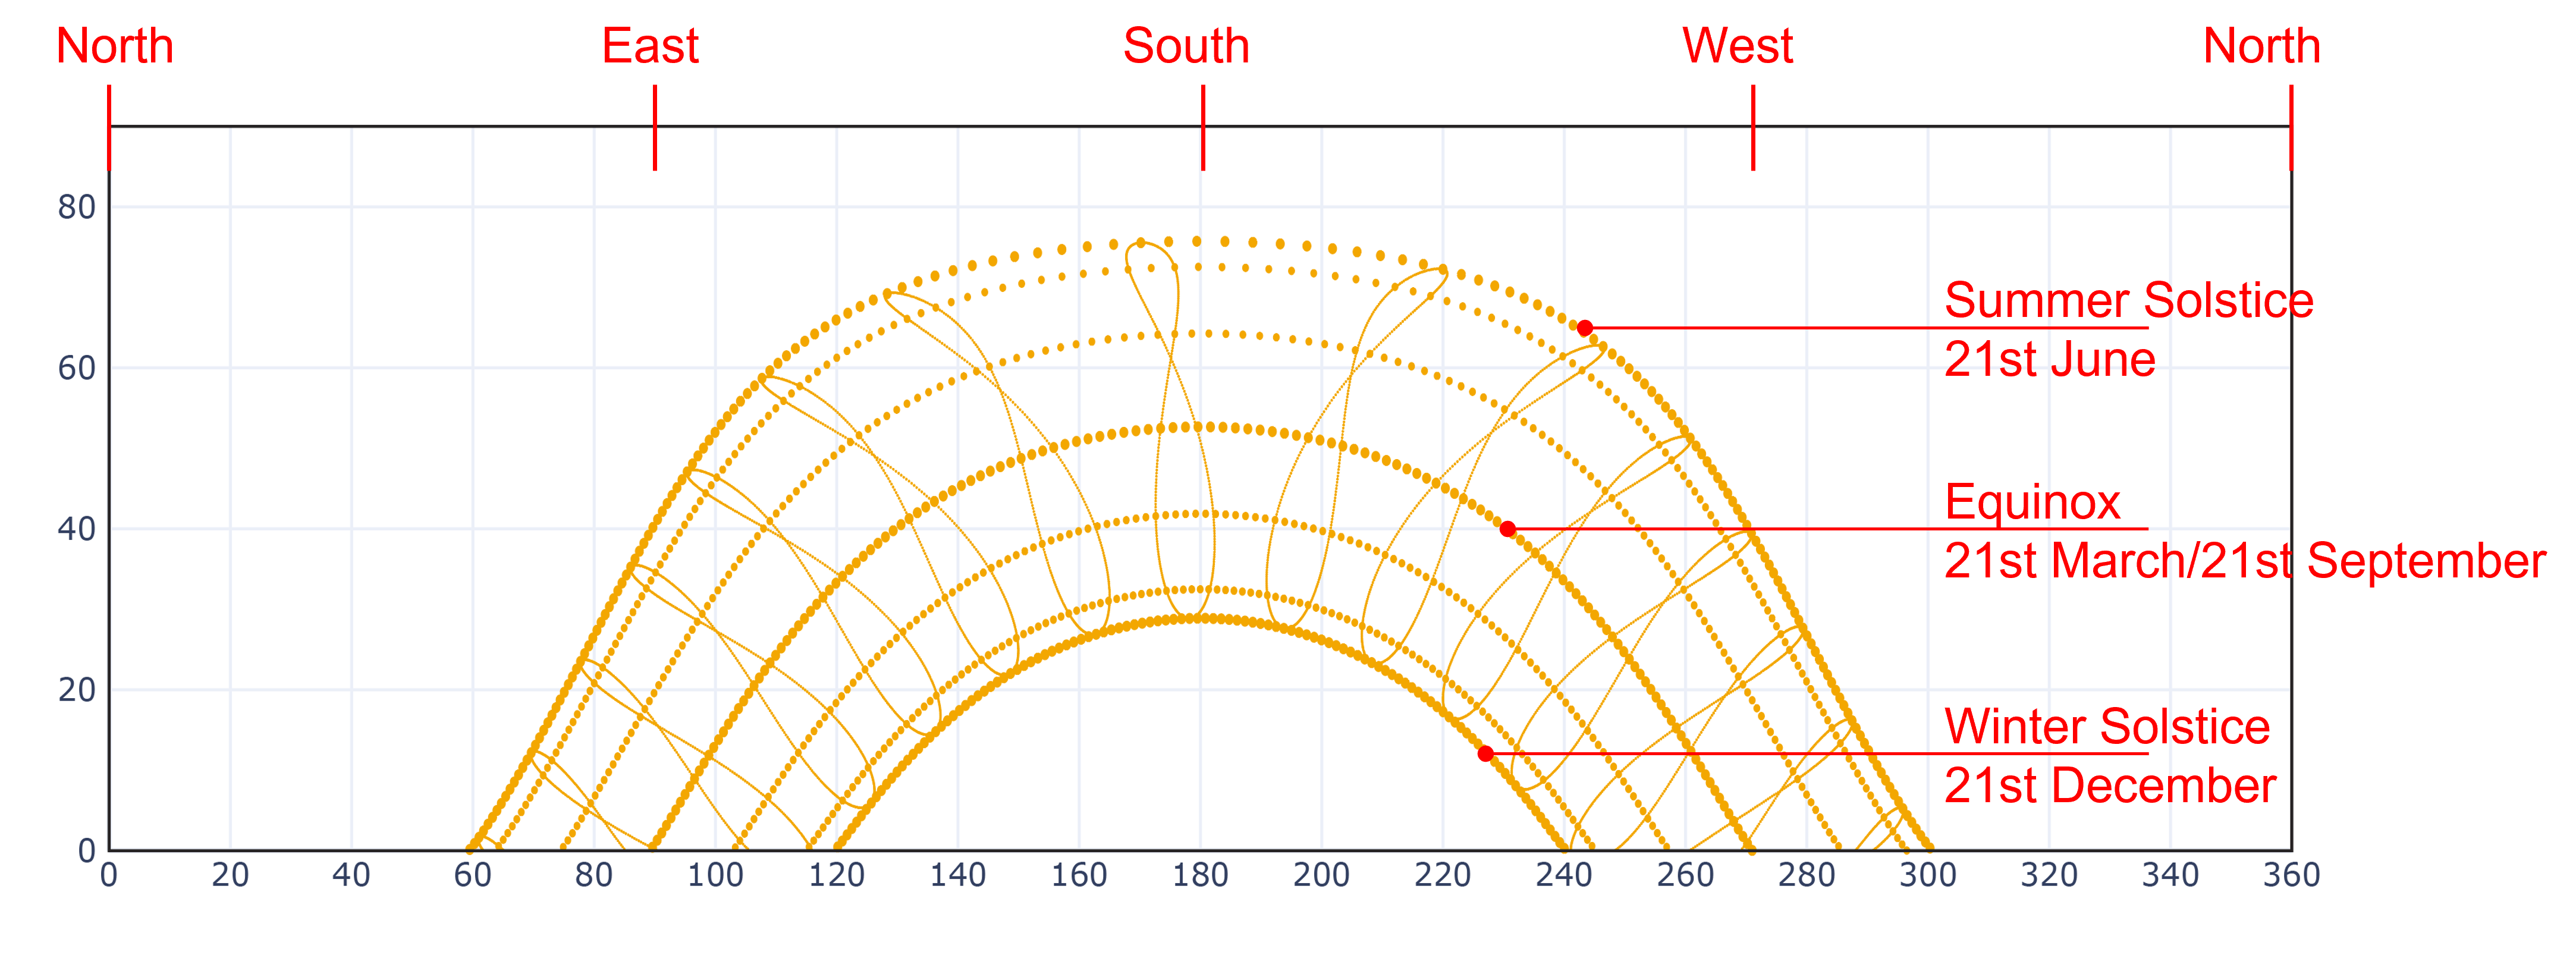 North East South West North
80
Summer Solstice
60 21st June
Equinox
40
21st March/21st September
20
Winter Solstice
21st December
0
0 20 40 60 80 100 120 140 160 180 200 220 240 260 280 300 320 340 360